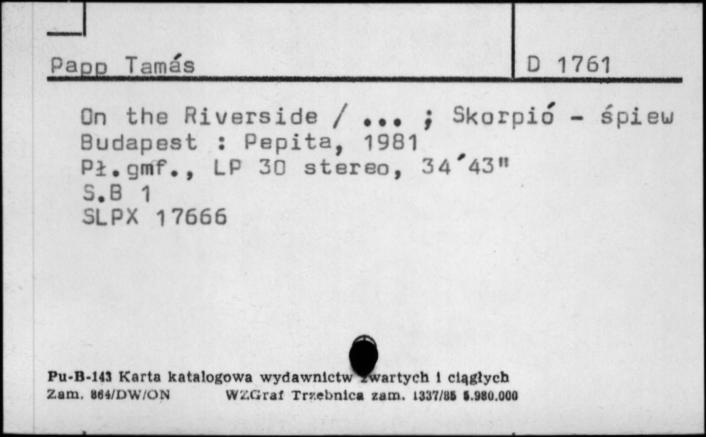 Papp Tamás
D 1761
On the Riverside / ... ; Skorpió - śpiew
Budapest : Pepita, 1981
Pł.gmf., LP 30 stereo, 34´43"
S.B 1
SLPX 17666
Pu-B-143 Karta katalogowa wydawnictw zwartych i ciągłych
Zam. 864/DW/ON WZGraf Trzebnica zam. 1337/85 5.980.000